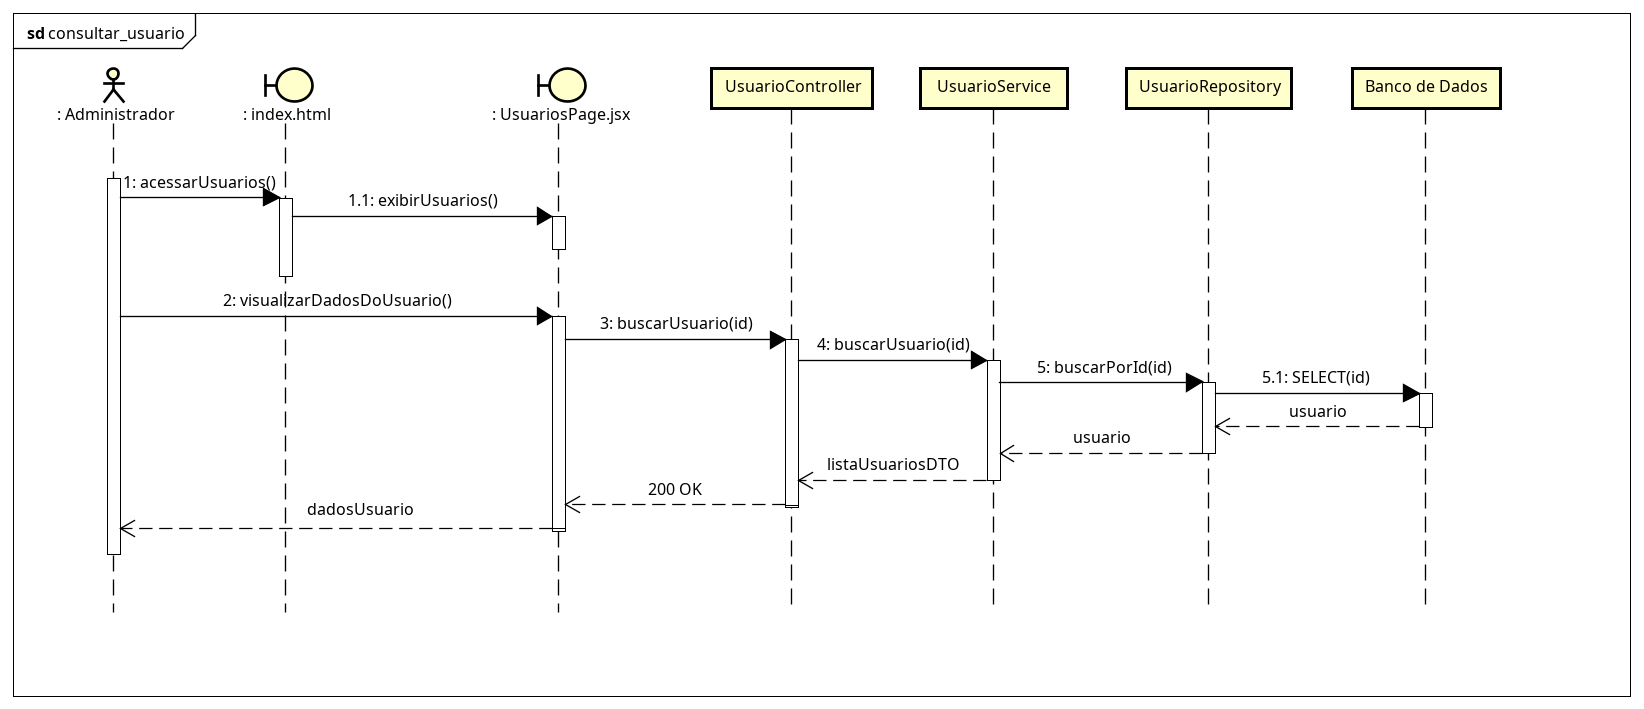 sd consultar_usuario
: Administrador
: index.html
: UsuariosPage.jsx
UsuarioController
UsuarioService
UsuarioRepository
Banco de Dados
1: acessarUsuarios()
1.1: exibirUsuarios()
2: visualizarDadosDoUsuario()
3: buscarUsuario(id)
4: buscarUsuario(id)
5: buscarPorId(id)
5.1: SELECT(id)
usuario
usuario
listaUsuariosDTO
200 OK
dadosUsuario